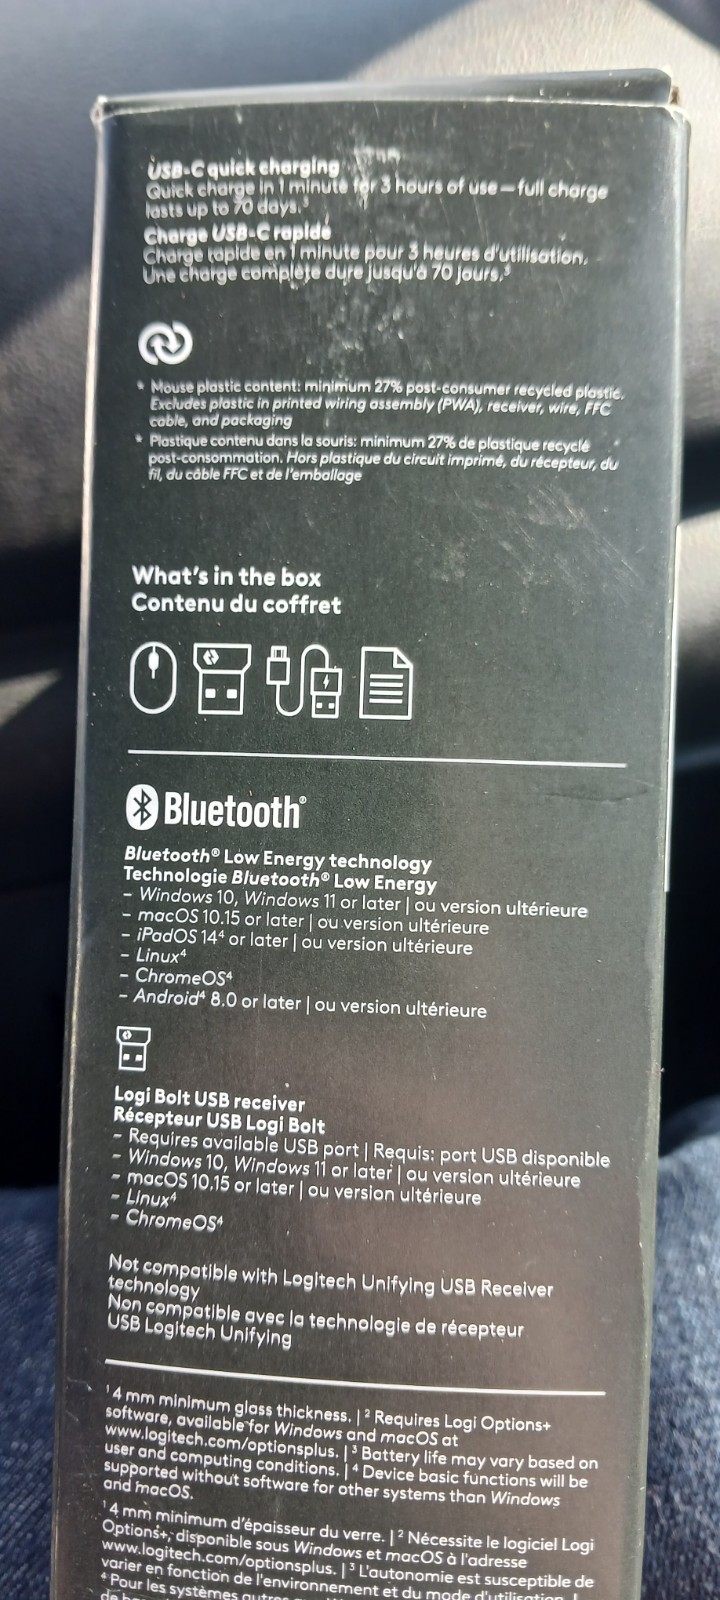 USB-C quick charging
Quick charge in 1 minute for 3 hours of use—full charge
lasts up to 70 days.³
Charge USB-C rapide
Charge rapide en 1 minute pour 3 heures d'utilisation.
Une charge complète dure jusqu'à 70 jours.³
* Mouse plastic content: minimum 27% post-consumer recycled plastic.
Excludes plastic in printed wiring assembly (PWA), receiver, wire, FFC
cable, and packaging
* Plastique contenu dans la souris: minimum 27% de plastique recyclé
post-consommation. Hors plastique du circuit imprimé, du récepteur, du
fil, du câble FFC et de l'emballage
What's in the box
Contenu du coffret
Bluetooth®
Bluetooth® Low Energy technology
Technologie Bluetooth® Low Energy
– Windows 10, Windows 11 or later | ou version ultérieure
– macOS 10.15 or later | ou version ultérieure
– iPadOS 14⁴ or later | ou version ultérieure
– Linux⁴
– ChromeOS⁴
– Android⁴ 8.0 or later | ou version ultérieure
Logi Bolt USB receiver
Récepteur USB Logi Bolt
– Requires available USB port | Requis: port USB disponible
– Windows 10, Windows 11 or later | ou version ultérieure
– macOS 10.15 or later | ou version ultérieure
– Linux⁴
– ChromeOS⁴
Not compatible with Logitech Unifying USB Receiver
technology
Non compatible avec la technologie de récepteur
USB Logitech Unifying
¹ 4 mm minimum glass thickness. | ² Requires Logi Options+
software, available for Windows and macOS at
www.logitech.com/optionsplus. | ³ Battery life may vary based on
user and computing conditions. | ⁴ Device basic functions will be
supported without software for other systems than Windows
and macOS.
¹ 4 mm minimum d'épaisseur du verre. | ² Nécessite le logiciel Logi
Options+, disponible sous Windows et macOS à l'adresse
www.logitech.com/optionsplus. | ³ L'autonomie est susceptible de
varier en fonction de l'environnement et du mode d'utilisation. |
⁴ Pour les systèmes autres